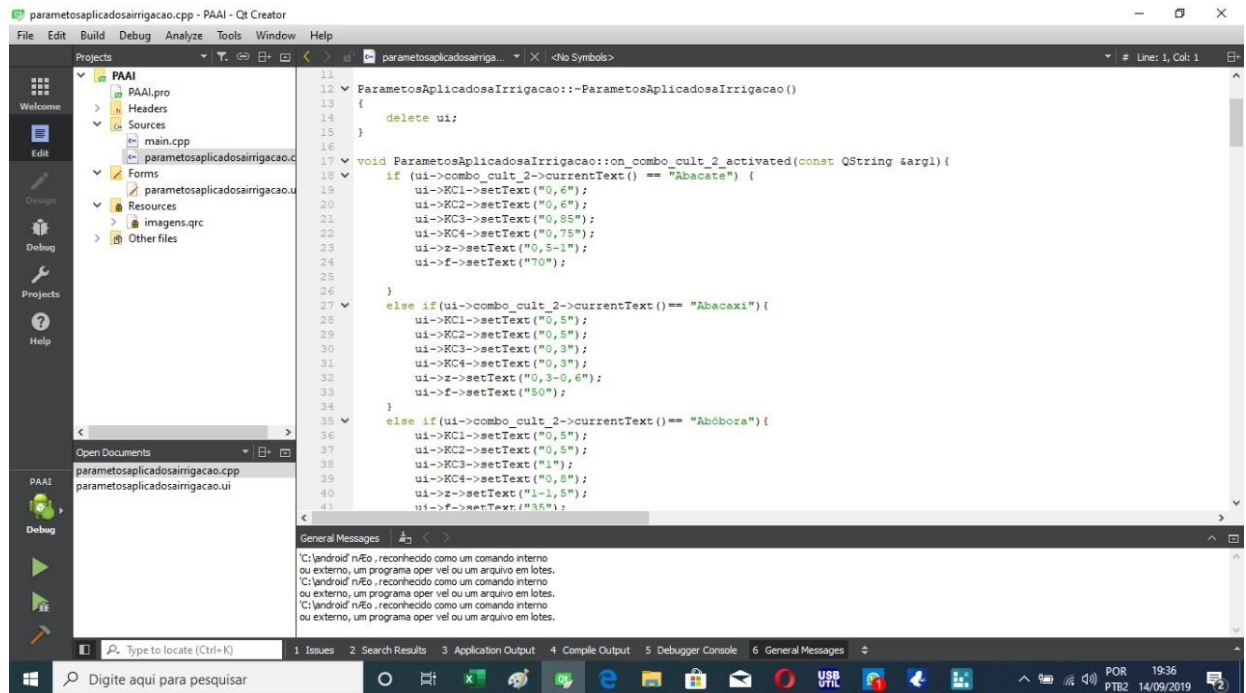 parametosaplicadosairrigacao.cpp - PAAI - Qt Creator
File Edit Build Debug Analyze Tools Window Help
Projects
parametosaplicadosairriga...
<No Symbols>
# Line: 1, Col: 1
Welcome
Edit
Design
Debug
Projects
Help
PAAI
Debug
PAAI
PAAI.pro
Headers
Sources
main.cpp
parametosaplicadosairrigacao.c
Forms
parametosaplicadosairrigacao.u
Resources
imagens.qrc
Other files
Open Documents
parametosaplicadosairrigacao.cpp
parametosaplicadosairrigacao.ui
11
12 ParametosAplicadosaIrrigacao::~ParametosAplicadosaIrrigacao()
13 {
14 delete ui;
15 }
16
17 void ParametosAplicadosaIrrigacao::on_combo_cult_2_activated(const QString &arg1){
18 if (ui->combo_cult_2->currentText() == "Abacate") {
19 ui->KC1->setText("0,6");
20 ui->KC2->setText("0,6");
21 ui->KC3->setText("0,85");
22 ui->KC4->setText("0,75");
23 ui->z->setText("0,5-1");
24 ui->f->setText("70");
25
26 }
27 else if(ui->combo_cult_2->currentText()== "Abacaxi"){
28 ui->KC1->setText("0,5");
29 ui->KC2->setText("0,5");
30 ui->KC3->setText("0,3");
31 ui->KC4->setText("0,3");
32 ui->z->setText("0,3-0,6");
33 ui->f->setText("50");
34 }
35 else if(ui->combo_cult_2->currentText()== "Abóbora"){
36 ui->KC1->setText("0,5");
37 ui->KC2->setText("0,5");
38 ui->KC3->setText("1");
39 ui->KC4->setText("0,8");
40 ui->z->setText("1-1,5");
41 ui->f->setText("35");
General Messages
'C:\android' nÆo , reconhecido como um comando interno
ou externo, um programa oper vel ou um arquivo em lotes.
'C:\android' nÆo , reconhecido como um comando interno
ou externo, um programa oper vel ou um arquivo em lotes.
'C:\android' nÆo , reconhecido como um comando interno
ou externo, um programa oper vel ou um arquivo em lotes.
Type to locate (Ctrl+K)
1 Issues 2 Search Results 3 Application Output 4 Compile Output 5 Debugger Console 6 General Messages
Digite aqui para pesquisar
USB UTIL
POR
PTB2
19:36
14/09/2019
2